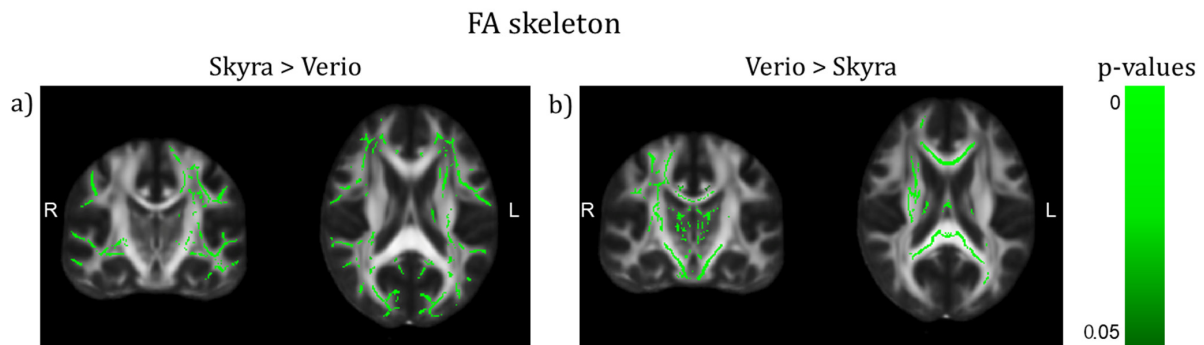 FA skeleton
Skyra > Verio
Verio > Skyra
p-values
a)
b)
0
R
L
R
L
0.05